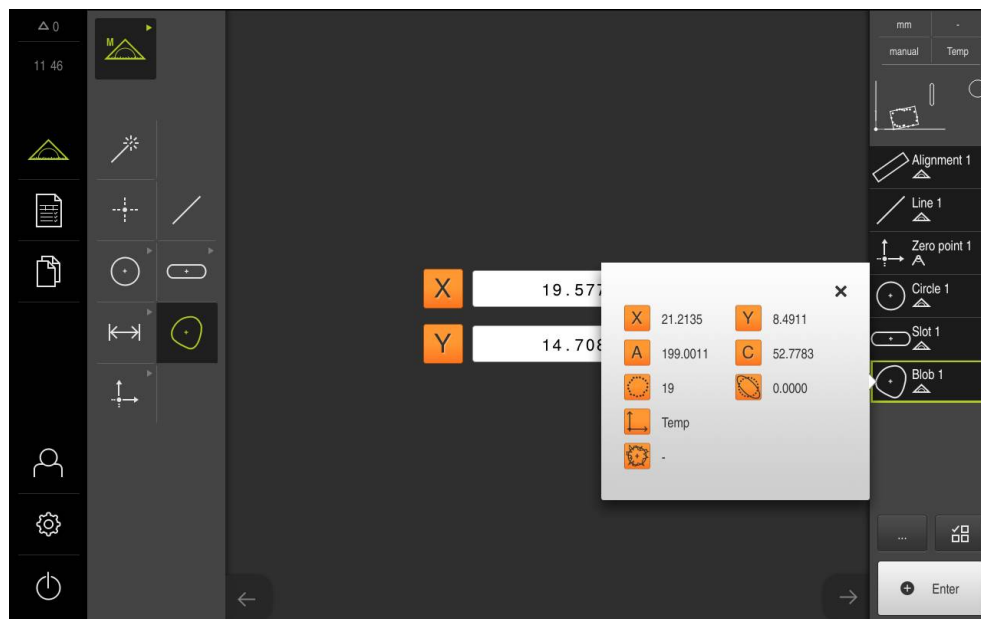 0
11 46
M
mm -
manual Temp
Alignment 1
Line 1
Zero point 1
Circle 1
Slot 1
Blob 1
X 19.577
Y 14.708
X 21.2135 Y 8.4911
A 199.0011 C 52.7783
19 0.0000
Temp
-
...
Enter